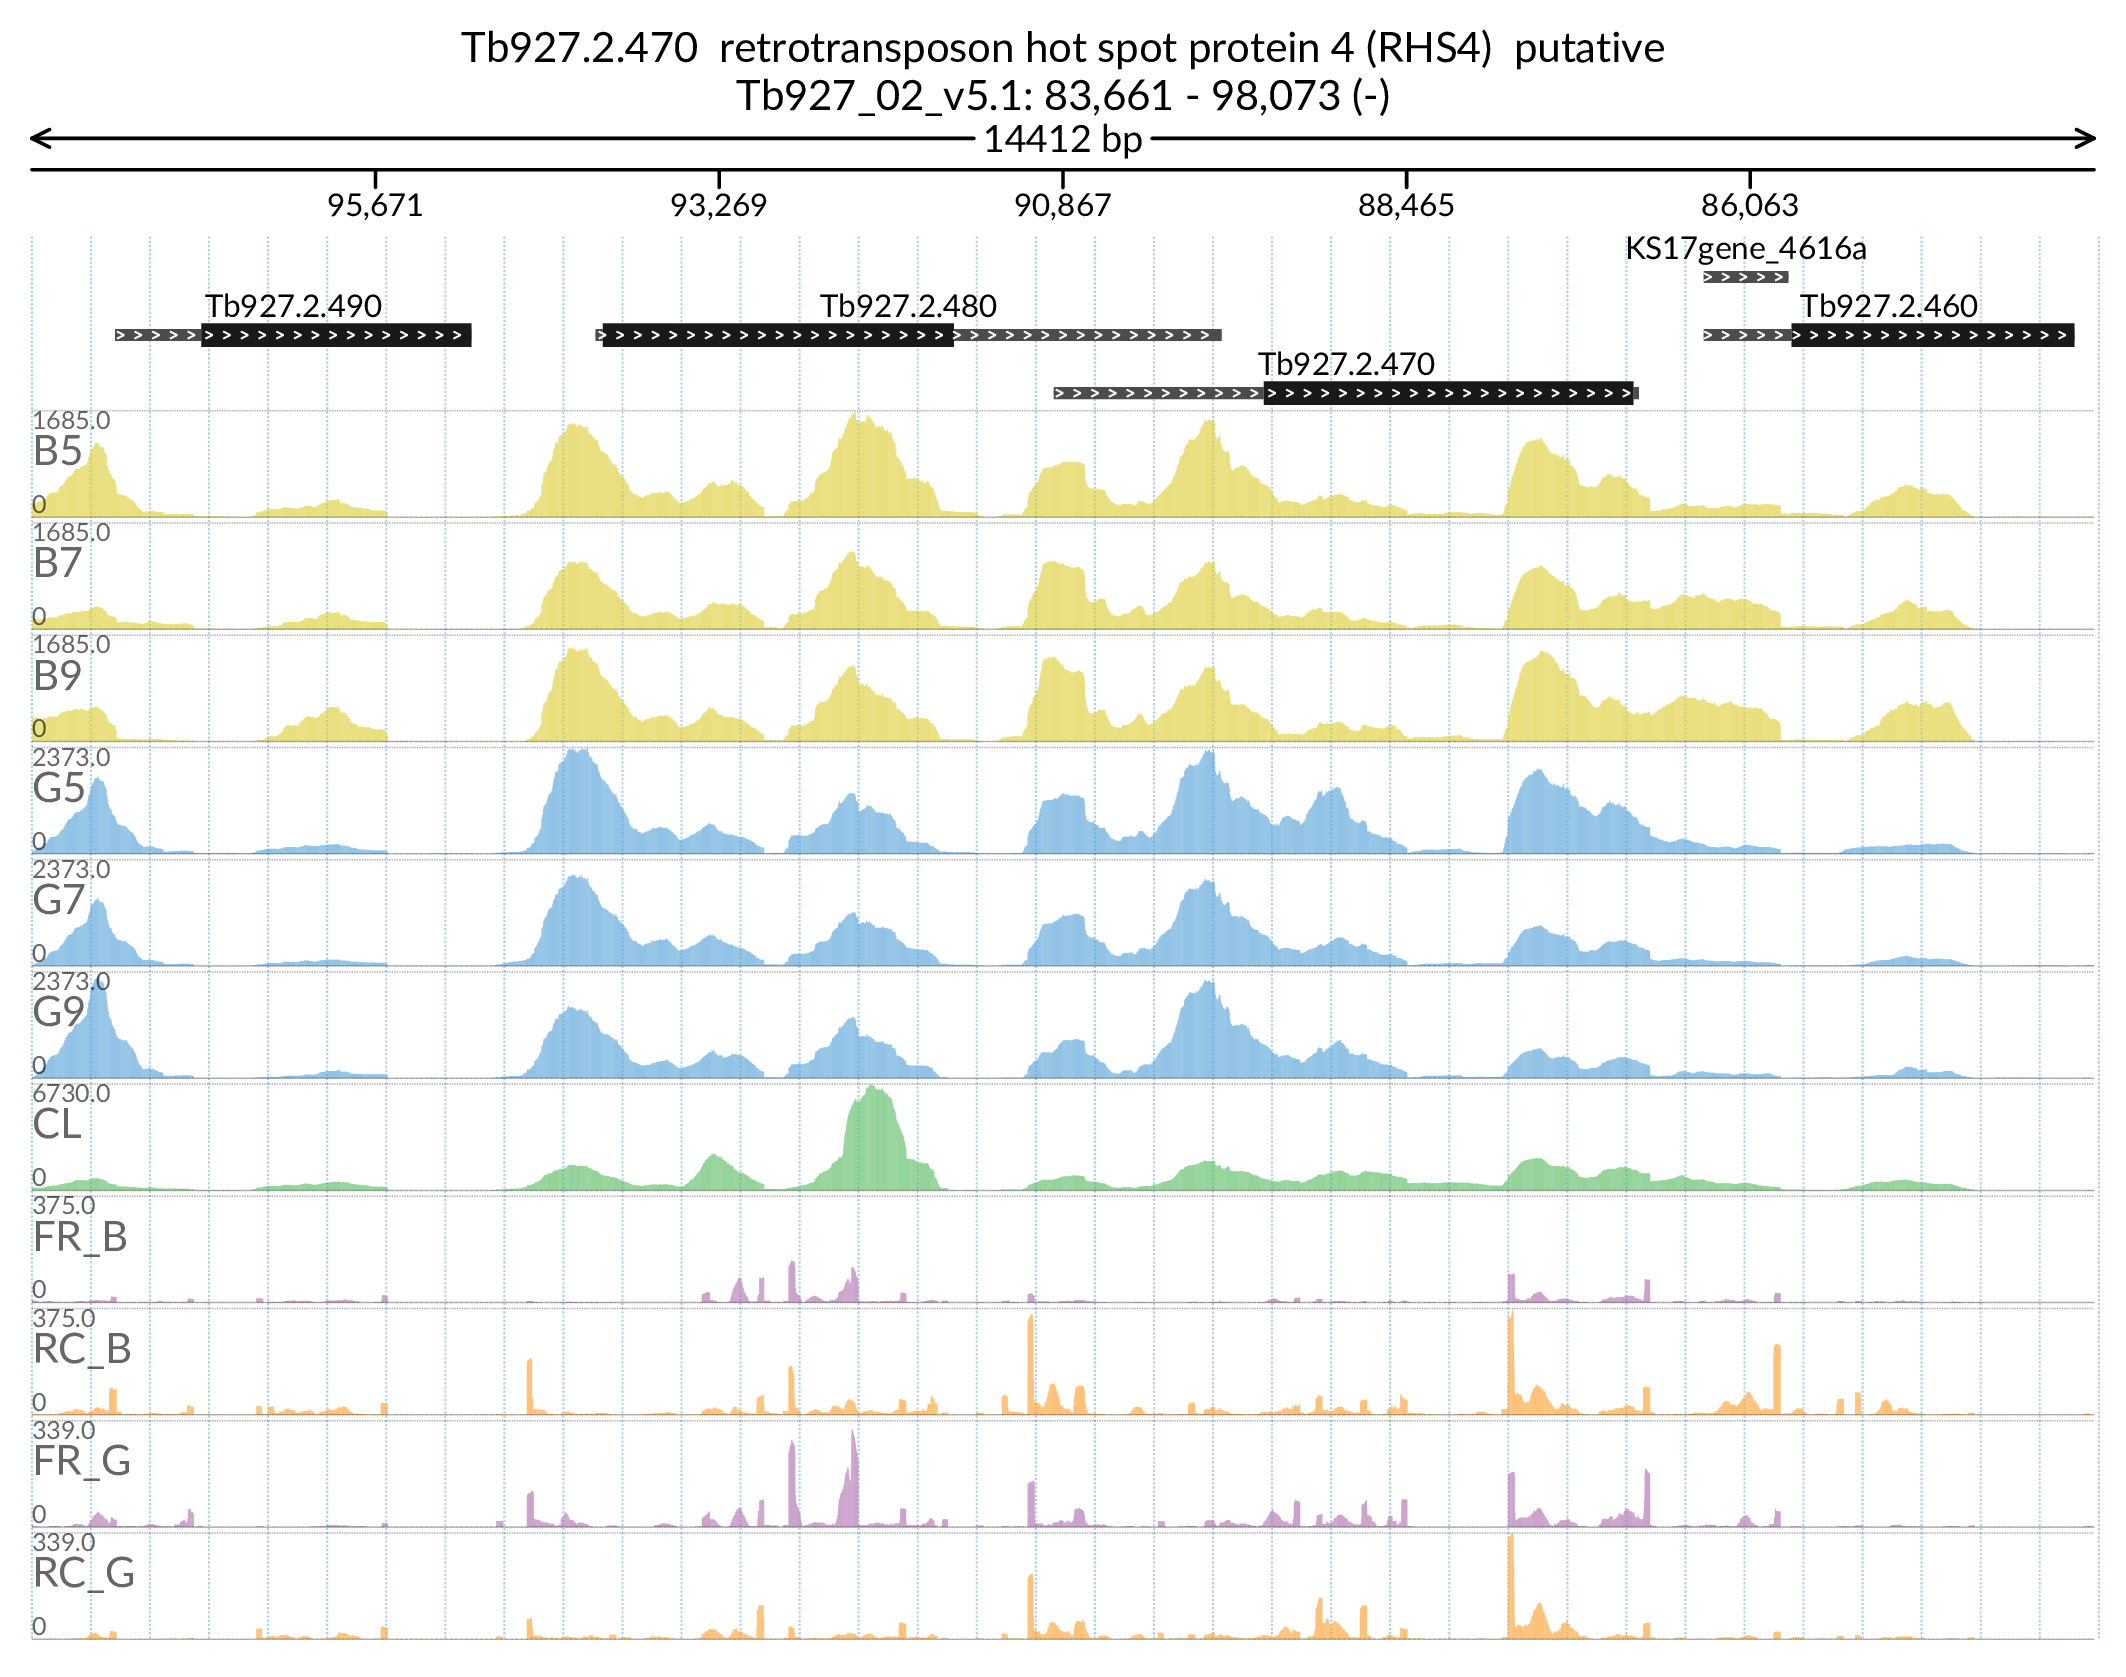 Tb927.2.470  retrotransposon hot spot protein 4 (RHS4)  putative
Tb927_02_v5.1: 83,661 - 98,073 (-)
14412 bp
95,671 93,269 90,867 88,465 86,063
KS17gene_4616a
Tb927.2.490 Tb927.2.480 Tb927.2.460
Tb927.2.470
1685.0
B5
0
1685.0
B7
0
1685.0
B9
0
2373.0
G5
0
2373.0
G7
0
2373.0
G9
0
6730.0
CL
0
375.0
FR_B
0
375.0
RC_B
0
339.0
FR_G
0
339.0
RC_G
0